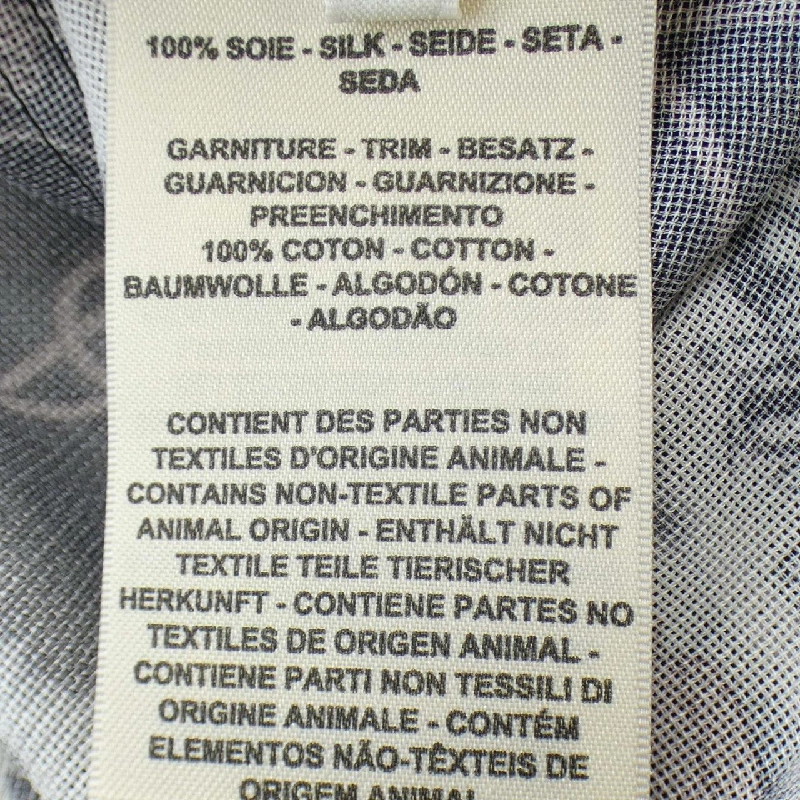 100% SOIE - SILK - SEIDE - SETA -
SEDA
GARNITURE - TRIM - BESATZ -
GUARNICION - GUARNIZIONE -
PREENCHIMENTO
100% COTON - COTTON -
BAUMWOLLE - ALGODÓN - COTONE
- ALGODÃO
CONTIENT DES PARTIES NON
TEXTILES D'ORIGINE ANIMALE -
CONTAINS NON-TEXTILE PARTS OF
ANIMAL ORIGIN - ENTHÄLT NICHT
TEXTILE TEILE TIERISCHER
HERKUNFT - CONTIENE PARTES NO
TEXTILES DE ORIGEN ANIMAL -
CONTIENE PARTI NON TESSILI DI
ORIGINE ANIMALE - CONTÉM
ELEMENTOS NÃO-TÊXTEIS DE
ORIGEM ANIMAL